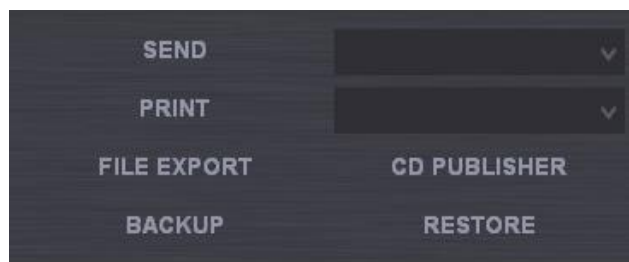 SEND
PRINT
FILE EXPORT CD PUBLISHER
BACKUP RESTORE